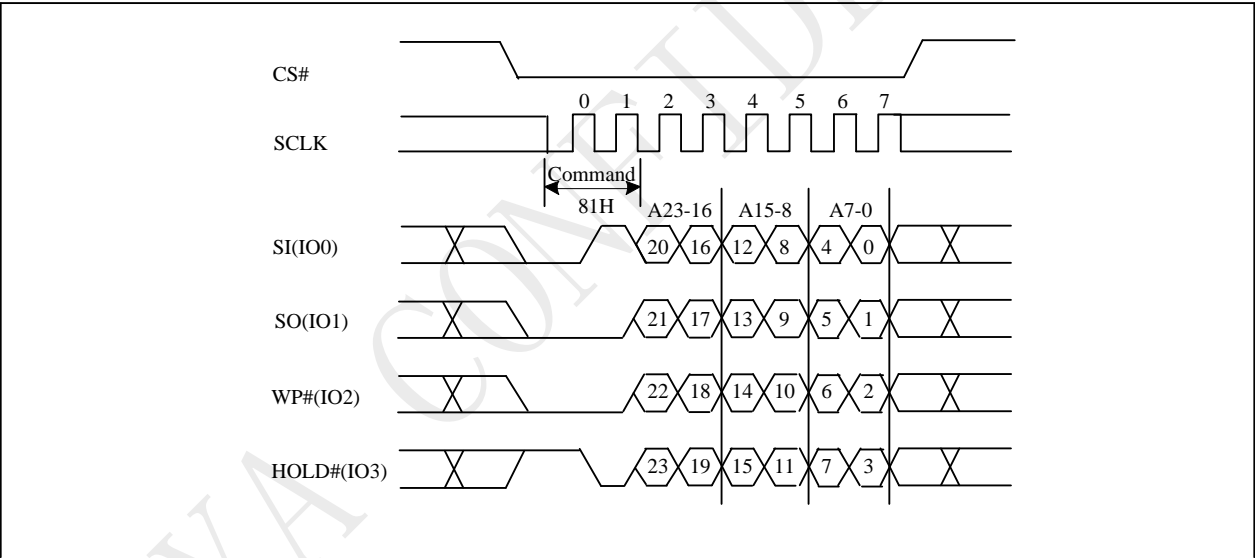 CS#
0 1 2 3 4 5 6 7
SCLK
Command
81H
A23-16 A15-8 A7-0
SI(IO0) 20 16 12 8 4 0
SO(IO1) 21 17 13 9 5 1
WP#(IO2) 22 18 14 10 6 2
HOLD#(IO3) 23 19 15 11 7 3